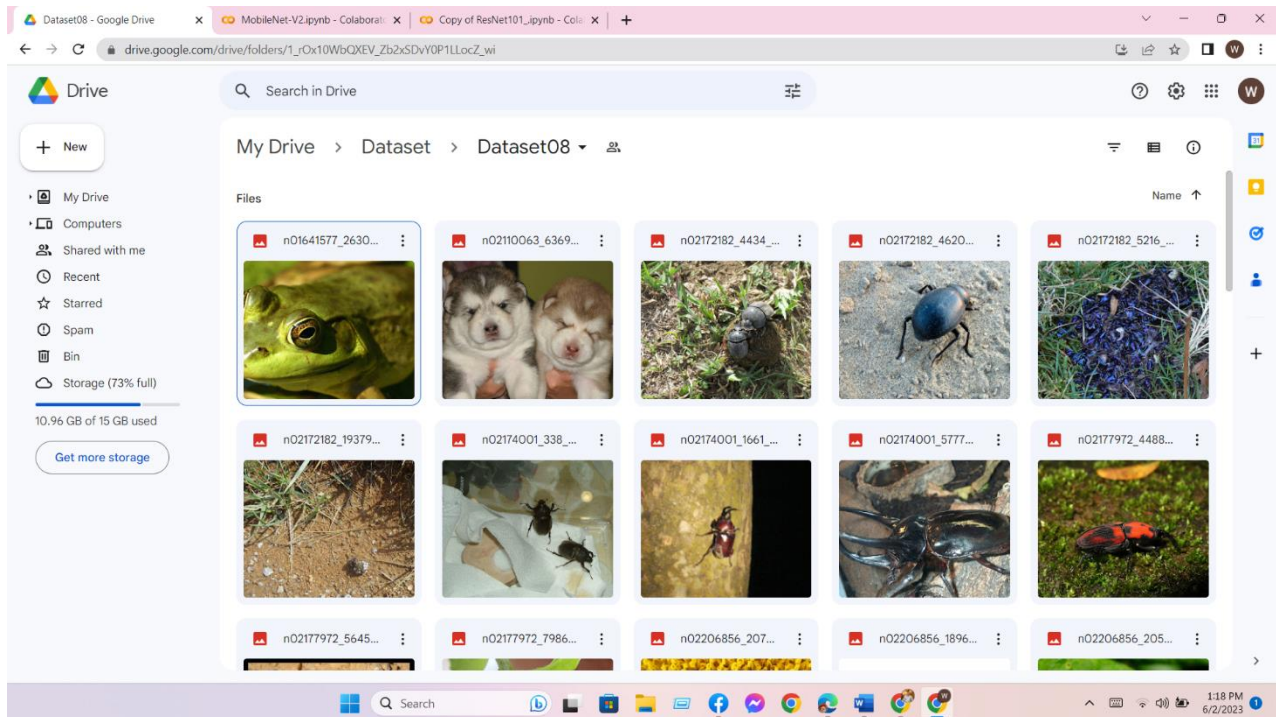 Dataset08 - Google Drive
MobileNet-V2.ipynb - Colaborato
Copy of ResNet101_.ipynb - Cola
drive.google.com/drive/folders/1_rOx10WbQXEV_Zb2xSDvY0P1LLocZ_wi
W
Drive
Search in Drive
W
New
My Drive > Dataset > Dataset08
31
My Drive
Computers
Shared with me
Recent
Starred
Spam
Bin
Storage (73% full)
10.96 GB of 15 GB used
Get more storage
Files
Name
n01641577_2630...
n02110063_6369...
n02172182_4434_...
n02172182_4620...
n02172182_5216_...
n02172182_19379...
n02174001_338_...
n02174001_1661_...
n02174001_5777...
n02177972_4488...
n02177972_5645...
n02177972_7986...
n02206856_207...
n02206856_1896...
n02206856_205...
Search
1:18 PM
6/2/2023
1